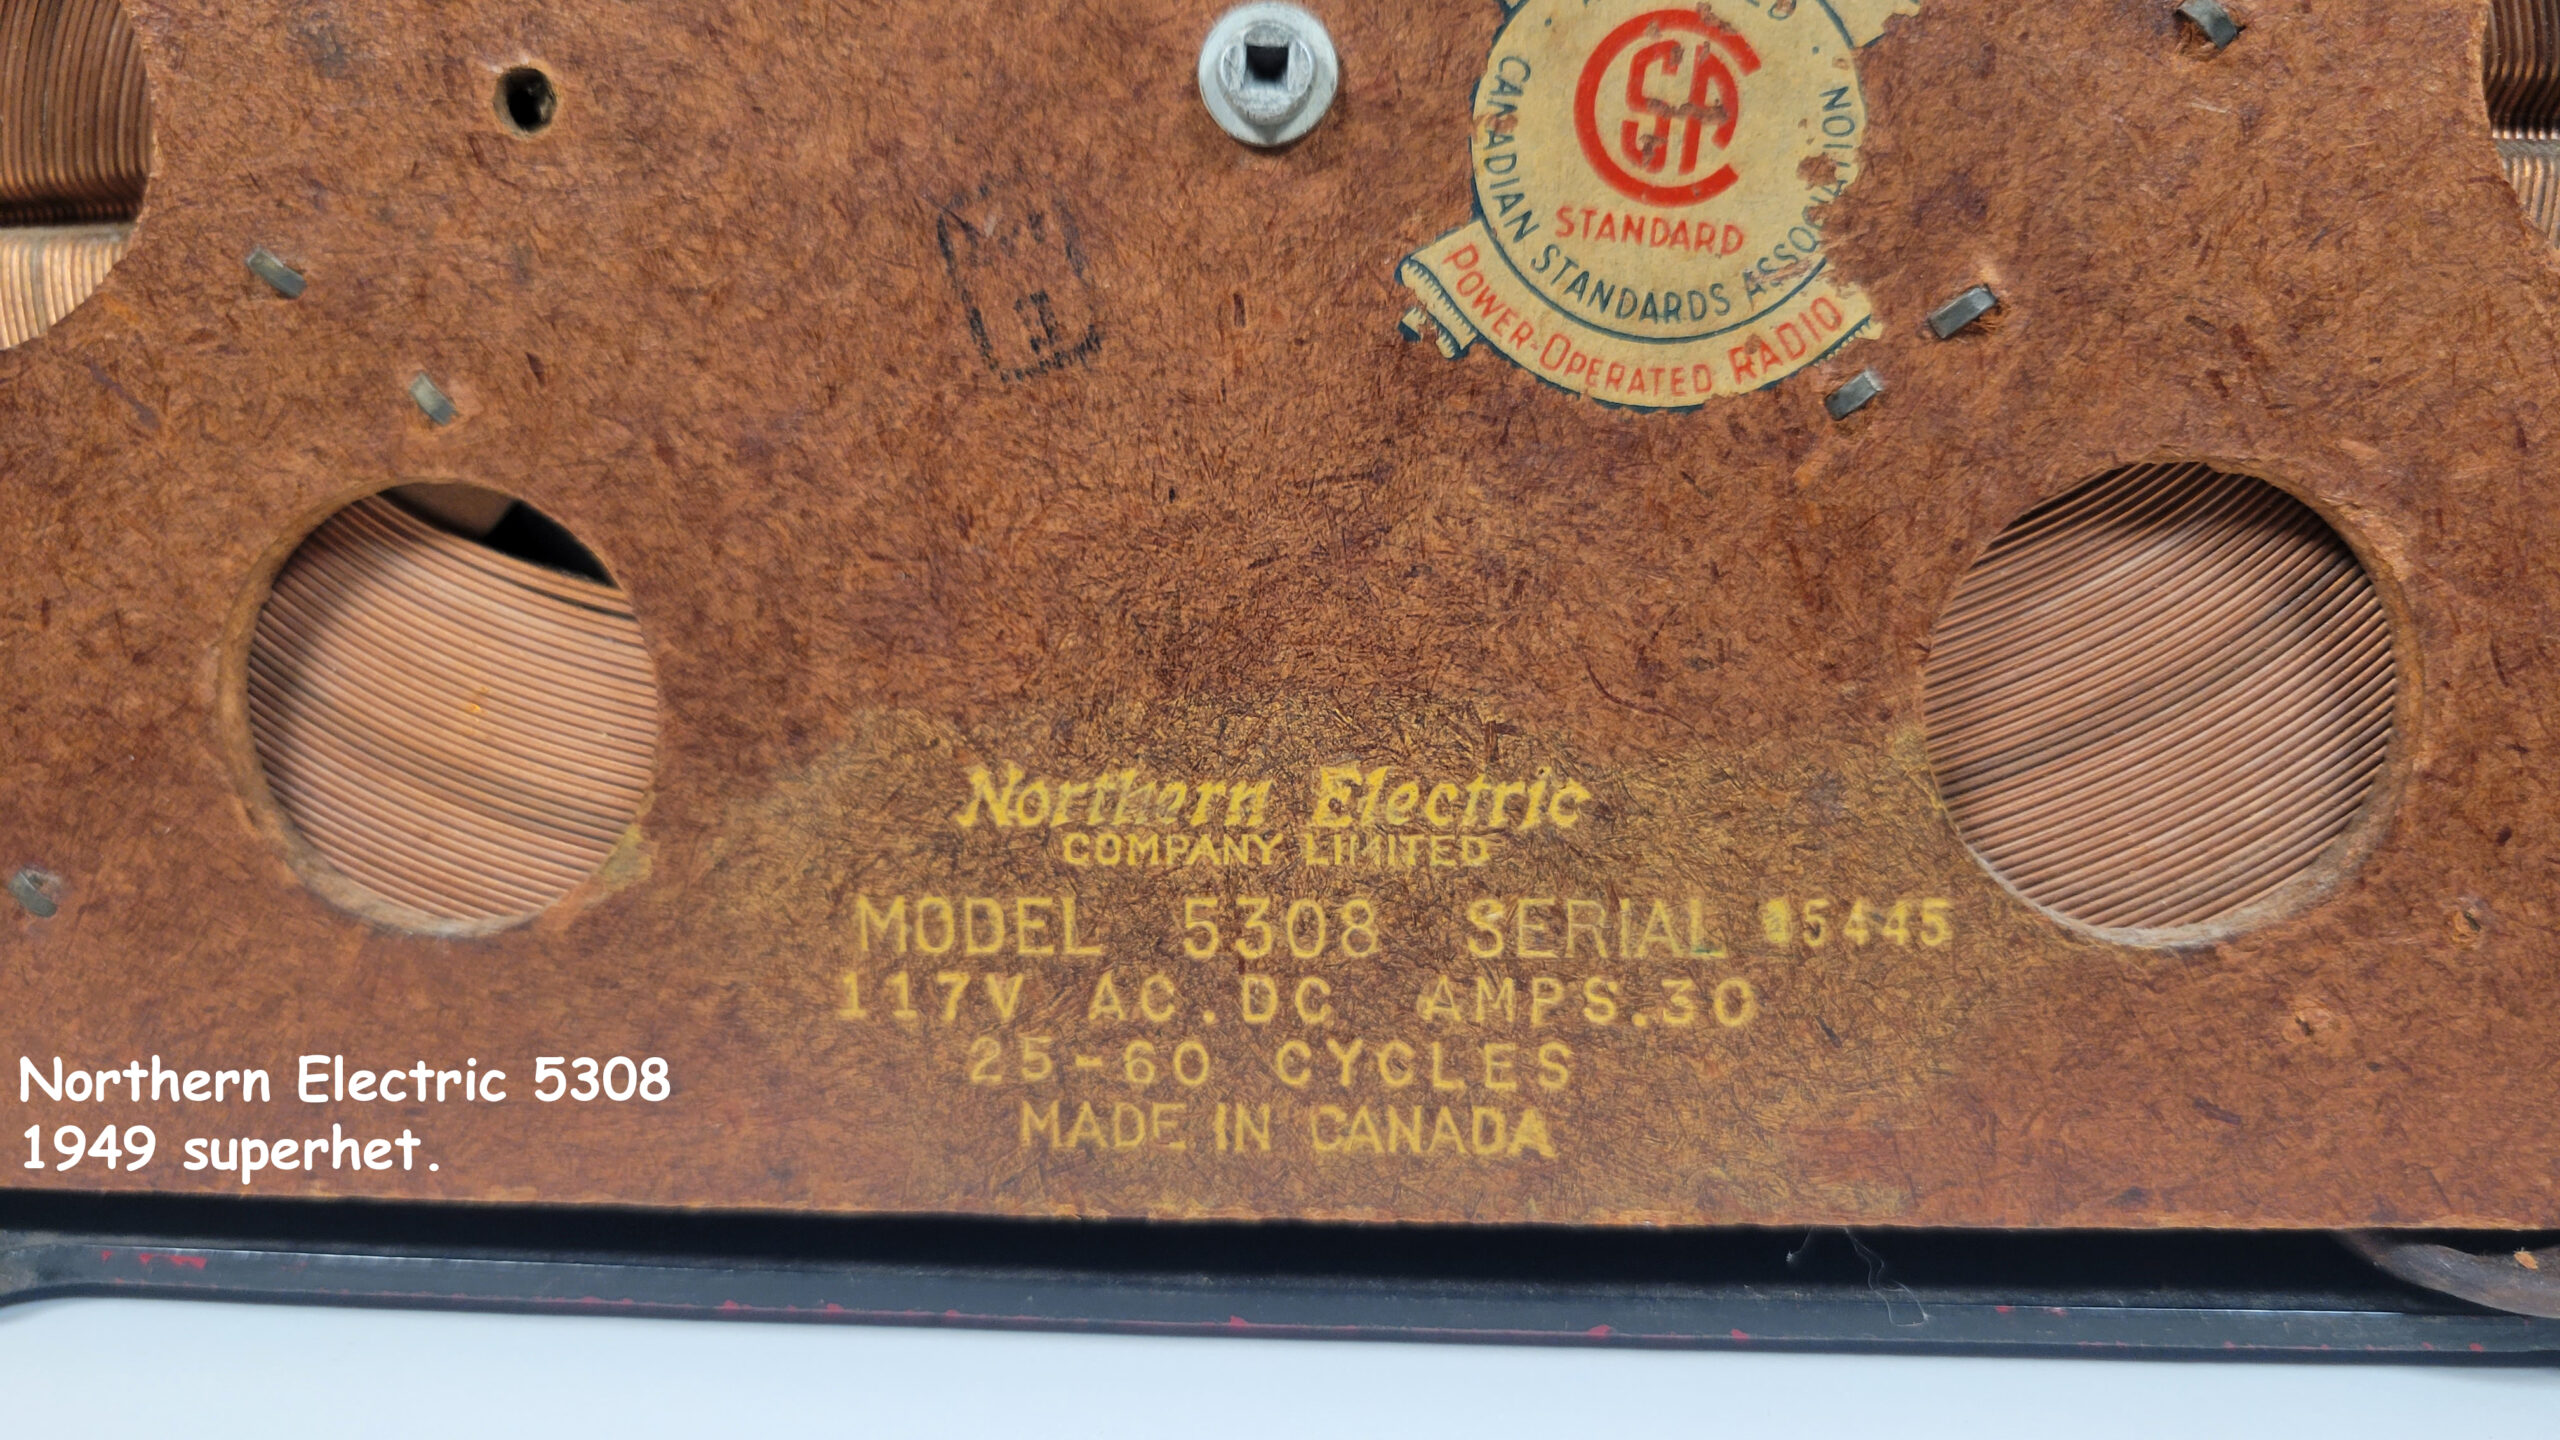 CSA
STANDARD
CANADIAN STANDARDS ASSOCIATION
POWER-OPERATED RADIO
Northern Electric
COMPANY LIMITED
MODEL 5308 SERIAL
117V AC.DC AMPS.30
25-60 CYCLES
MADE IN CANADA
Northern Electric 5308
1949 superhet.